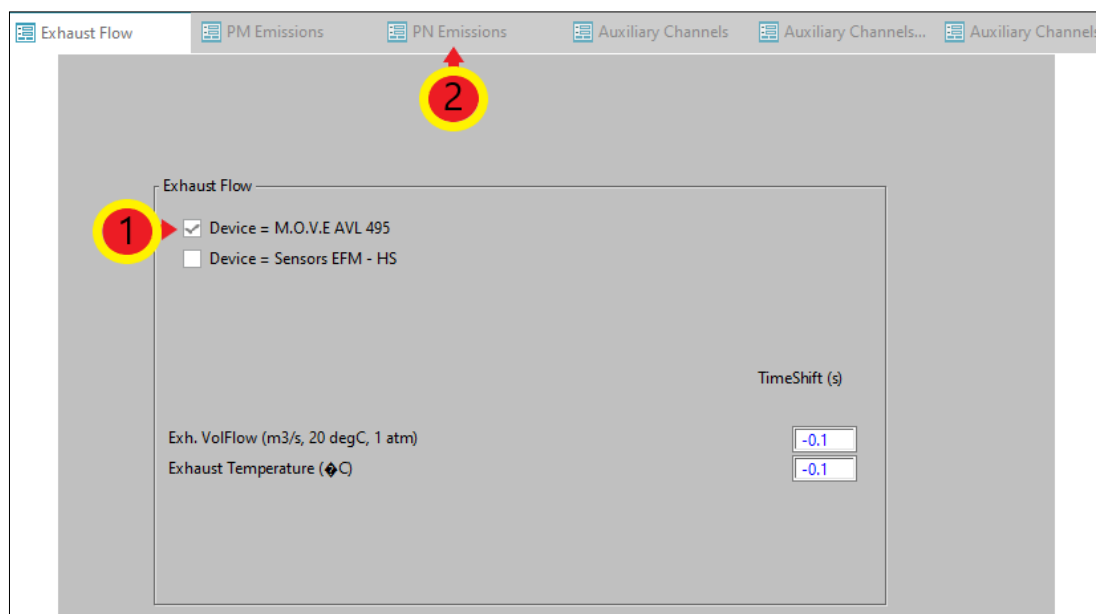 Exhaust Flow PM Emissions PN Emissions Auxiliary Channels Auxiliary Channels... Auxiliary Channels
2
Exhaust Flow
1 Device = M.O.V.E AVL 495
Device = Sensors EFM - HS
TimeShift (s)
Exh. VolFlow (m3/s, 20 degC, 1 atm) -0.1
Exhaust Temperature (�C) -0.1